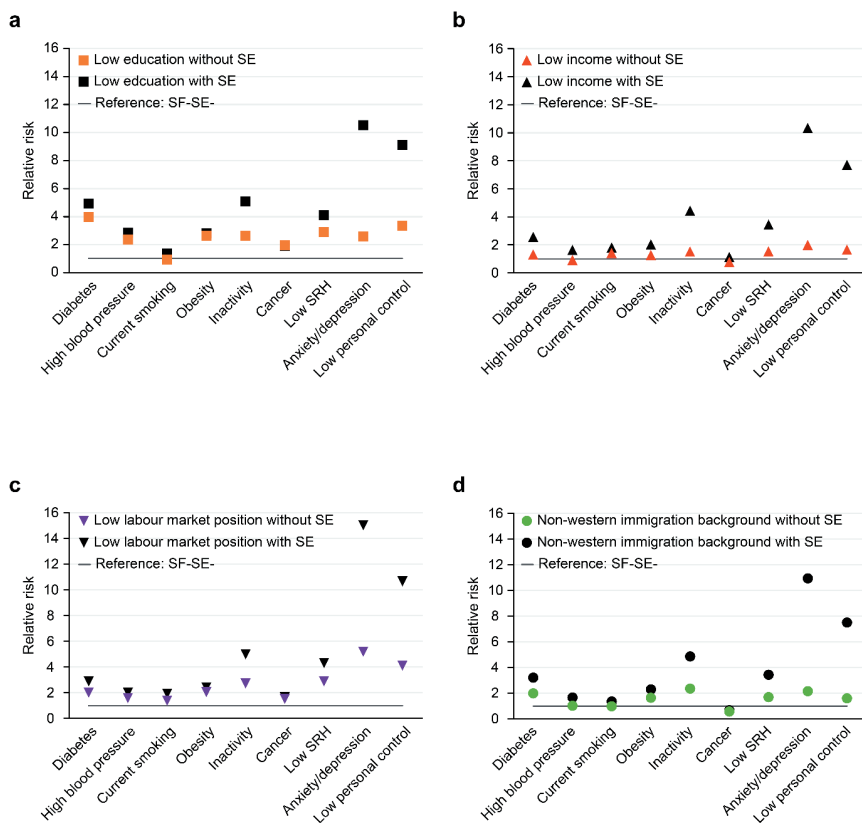 a
16
14
12
10
8
6
4
2
0
Relative risk
Low education without SE
Low edcuation with SE
Reference: SF-SE-
Diabetes
High blood pressure
Current smoking
Obesity
Inactivity
Cancer
Low SRH
Anxiety/depression
Low personal control
b
16
14
12
10
8
6
4
2
0
Relative risk
Low income without SE
Low income with SE
Reference: SF-SE-
Diabetes
High blood pressure
Current smoking
Obesity
Inactivity
Cancer
Low SRH
Anxiety/depression
Low personal control
c
16
14
12
10
8
6
4
2
0
Relative risk
Low labour market position without SE
Low labour market position with SE
Reference: SF-SE-
Diabetes
High blood pressure
Current smoking
Obesity
Inactivity
Cancer
Low SRH
Anxiety/depression
Low personal control
d
16
14
12
10
8
6
4
2
0
Relative risk
Non-western immigration background without SE
Non-western immigration background with SE
Reference: SF-SE-
Diabetes
High blood pressure
Current smoking
Obesity
Inactivity
Cancer
Low SRH
Anxiety/depression
Low personal control